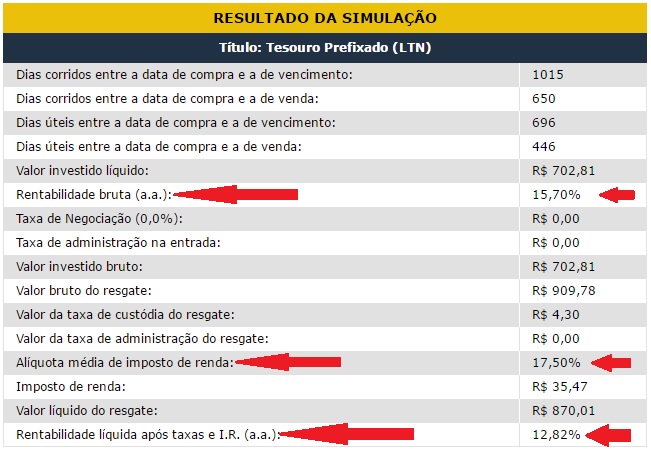 RESULTADO DA SIMULAÇÃO
Título: Tesouro Prefixado (LTN)
Dias corridos entre a data de compra e a de vencimento: 1015
Dias corridos entre a data de compra e a de venda: 650
Dias úteis entre a data de compra e a de vencimento: 696
Dias úteis entre a data de compra e a de venda: 446
Valor investido líquido: R$ 702,81
Rentabilidade bruta (a.a.): 15,70%
Taxa de Negociação (0,0%): R$ 0,00
Taxa de administração na entrada: R$ 0,00
Valor investido bruto: R$ 702,81
Valor bruto do resgate: R$ 909,78
Valor da taxa de custódia do resgate: R$ 4,30
Valor da taxa de administração do resgate: R$ 0,00
Alíquota média de imposto de renda: 17,50%
Imposto de renda: R$ 35,47
Valor líquido do resgate: R$ 870,01
Rentabilidade líquida após taxas e I.R. (a.a.): 12,82%